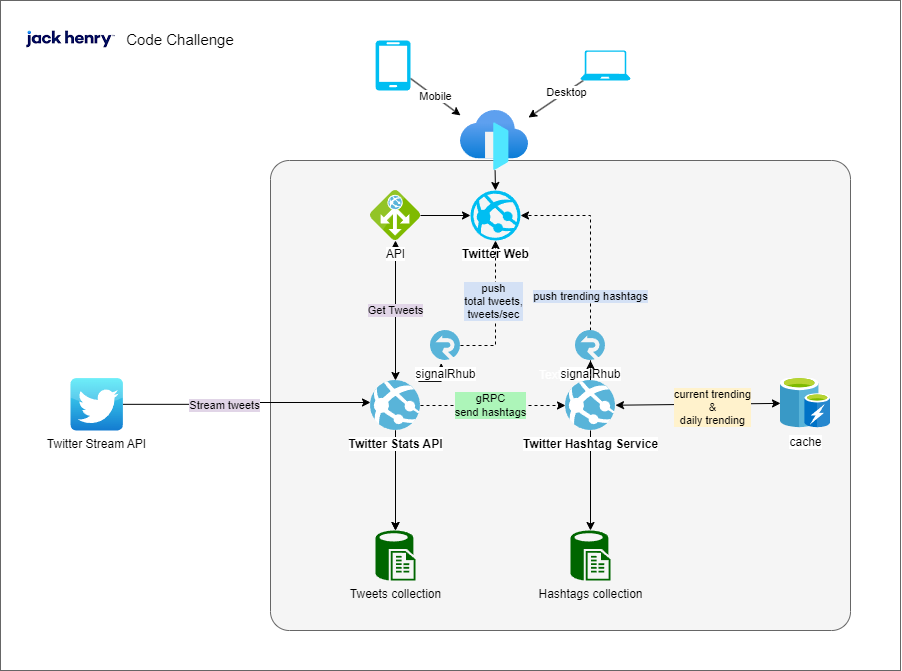 jack henry™ Code Challenge
Mobile
Desktop
API
Twitter Web
Get Tweets
push
total tweets,
tweets/sec
push trending hashtags
signalRhub
signalRhub
Stream tweets
gRPC
send hashtags
current trending
&
daily trending
Twitter Stream API
Twitter Stats API
Twitter Hashtag Service
cache
Tweets collection
Hashtags collection